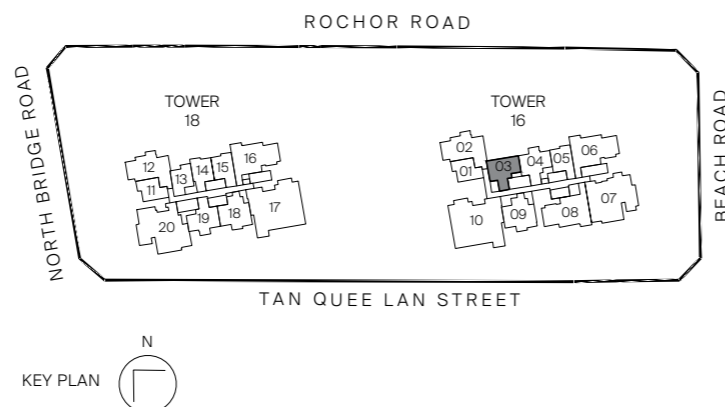 ROCHOR ROAD
NORTH BRIDGE ROAD
BEACH ROAD
TOWER
18
TOWER
16
12
11
13
14
15
16
17
18
19
20
02
01
03
04
05
06
07
08
09
10
TAN QUEE LAN STREET
N
KEY PLAN